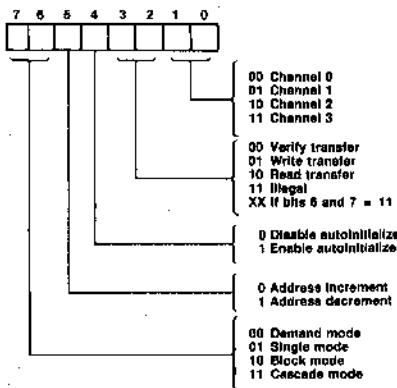 7 6 5 4 3 2 1 0
00 Channel 0
01 Channel 1
10 Channel 2
11 Channel 3
00 Verify transfer
01 Write transfer
10 Read transfer
11 Illegal
XX If bits 6 and 7 = 11
0 Disable autoinitialize
1 Enable autoinitialize
0 Address increment
1 Address decrement
00 Demand mode
01 Single mode
10 Block mode
11 Cascade mode